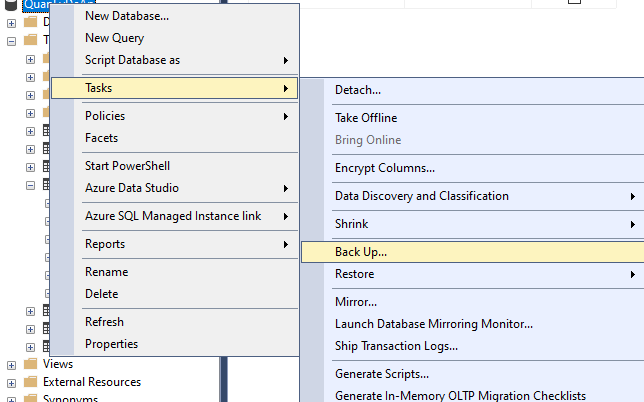 New Database...
New Query
Script Database as
Tasks
Policies
Facets
Start PowerShell
Azure Data Studio
Azure SQL Managed Instance link
Reports
Rename
Delete
Refresh
Properties
Detach...
Take Offline
Bring Online
Encrypt Columns...
Data Discovery and Classification
Shrink
Back Up...
Restore
Mirror...
Launch Database Mirroring Monitor...
Ship Transaction Logs...
Generate Scripts...
Generate In-Memory OLTP Migration Checklists
Views
External Resources
Synonyms